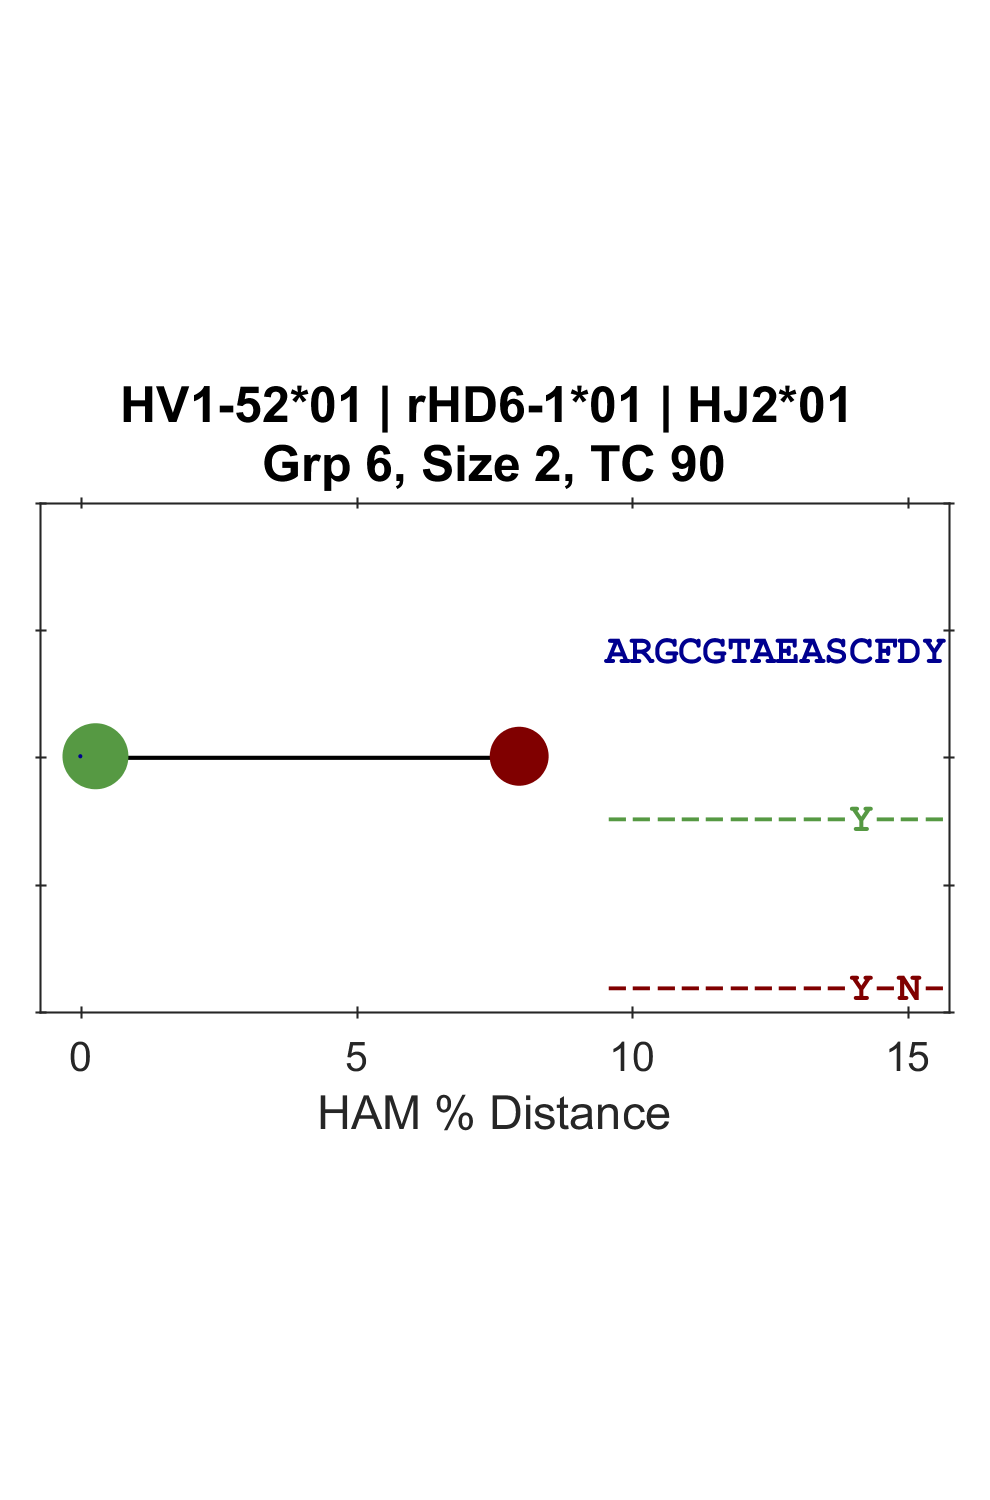 HV1-52*01 | rHD6-1*01 | HJ2*01
Grp 6, Size 2, TC 90
ARGCGTAEASCFDY
----------Y---
----------Y-N-
0 5 10 15
HAM % Distance